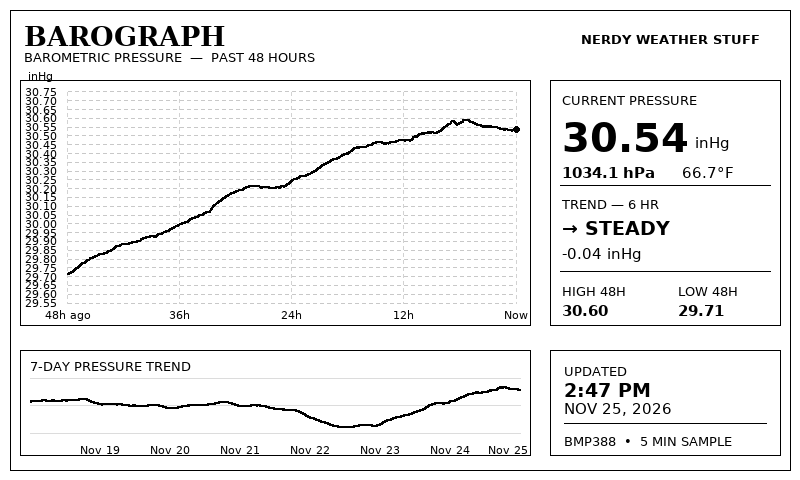 BAROGRAPH
BAROMETRIC PRESSURE — PAST 48 HOURS
NERDY WEATHER STUFF
inHg
30.75
30.70
30.65
30.60
30.55
30.50
30.45
30.40
30.35
30.30
30.25
30.20
30.15
30.10
30.05
30.00
29.95
29.90
29.85
29.80
29.75
29.70
29.65
29.60
29.55
48h ago 36h 24h 12h Now
CURRENT PRESSURE
30.54 inHg
1034.1 hPa 66.7°F
TREND — 6 HR
→ STEADY
-0.04 inHg
HIGH 48H LOW 48H
30.60 29.71
7-DAY PRESSURE TREND
Nov 19 Nov 20 Nov 21 Nov 22 Nov 23 Nov 24 Nov 25
UPDATED
2:47 PM
NOV 25, 2026
BMP388 • 5 MIN SAMPLE